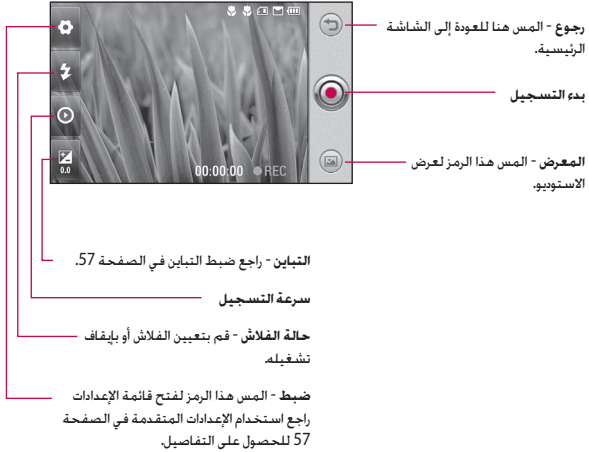 رجوع - المس هنا للعودة إلى الشاشة
الرئيسية.
بدء التسجيل
المعرض - المس هذا الرمز لعرض
الاستوديو.
0.0
00:00:00 REC
التباين - راجع ضبط التباين في الصفحة 57.
سرعة التسجيل
حالة الفلاش - قم بتعيين الفلاش أو بإيقاف
تشغيله.
ضبط - المس هذا الرمز لفتح قائمة الإعدادات
راجع استخدام الإعدادات المتقدمة في الصفحة
57 للحصول على التفاصيل.